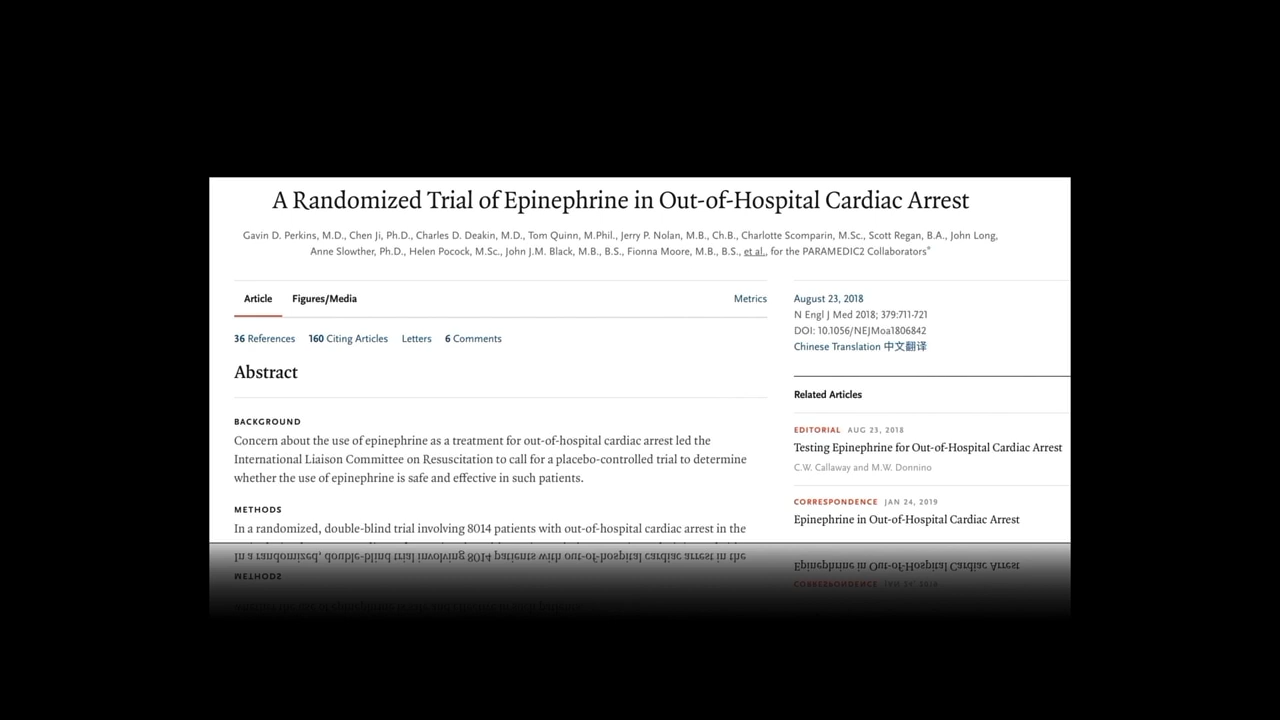 A Randomized Trial of Epinephrine in Out-of-Hospital Cardiac Arrest
Gavin D. Perkins, M.D., Chen Ji, Ph.D., Charles D. Deakin, M.D., Tom Quinn, M.Phil., Jerry P. Nolan, M.B., Ch.B., Charlotte Scomparin, M.Sc., Scott Regan, B.A., John Long,
Anne Slowther, Ph.D., Helen Pocock, M.Sc., John J.M. Black, M.B., B.S., Fionna Moore, M.B., B.S., et al., for the PARAMEDIC2 Collaborators*
Article Figures/Media Metrics
36 References 160 Citing Articles Letters 6 Comments
Abstract
BACKGROUND
Concern about the use of epinephrine as a treatment for out-of-hospital cardiac arrest led the
International Liaison Committee on Resuscitation to call for a placebo-controlled trial to determine
whether the use of epinephrine is safe and effective in such patients.
METHODS
In a randomized, double-blind trial involving 8014 patients with out-of-hospital cardiac arrest in the
August 23, 2018
N Engl J Med 2018; 379:711-721
DOI: 10.1056/NEJMoa1806842
Chinese Translation 中文翻译
Related Articles
EDITORIAL AUG 23, 2018
Testing Epinephrine for Out-of-Hospital Cardiac Arrest
C.W. Callaway and M.W. Donnino
CORRESPONDENCE JAN 24, 2019
Epinephrine in Out-of-Hospital Cardiac Arrest